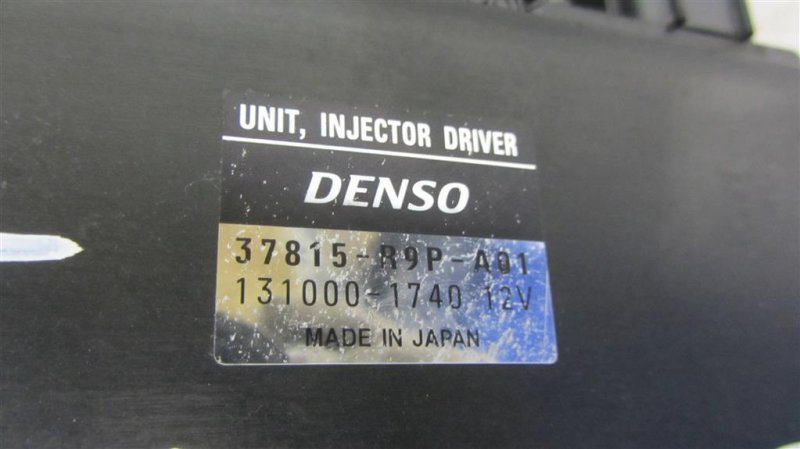 UNIT, INJECTOR DRIVER
DENSO
37815-R9P-A01
131000-1740 12V
MADE IN JAPAN